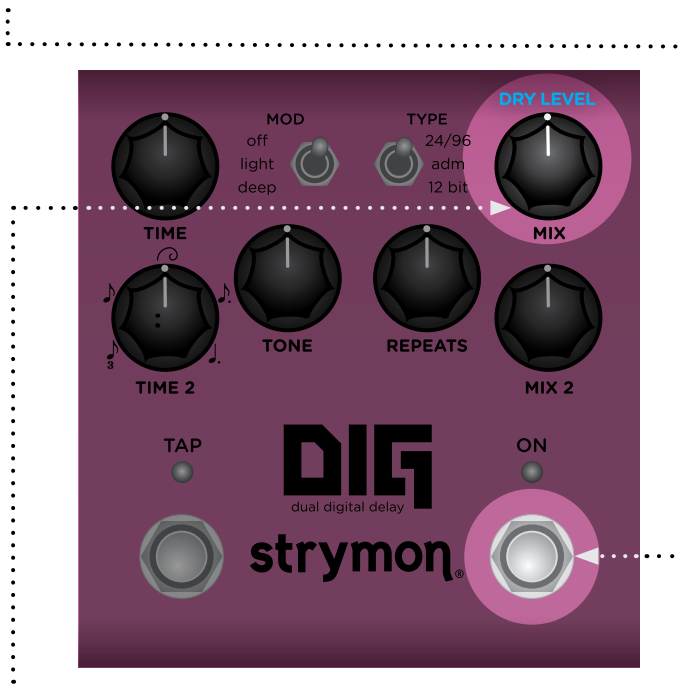 DRY LEVEL
MOD
TYPE
off
24/96
light
adm
deep
12 bit
TIME
MIX
TONE
REPEATS
3
TIME 2
MIX 2
TAP
ON
DIG
dual digital delay
strymon®